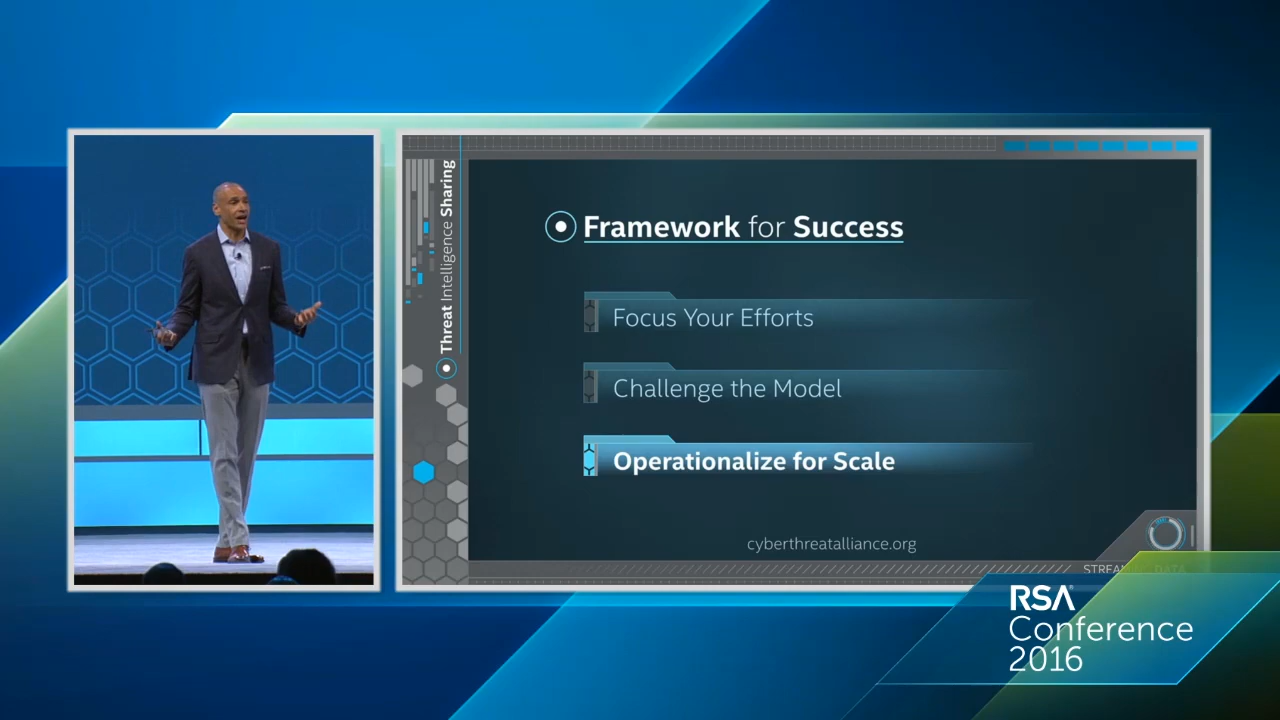 Threat Intelligence Sharing
Framework for Success
Focus Your Efforts
Challenge the Model
Operationalize for Scale
cyberthreatalliance.org
DATA
RSA
Conference
2016